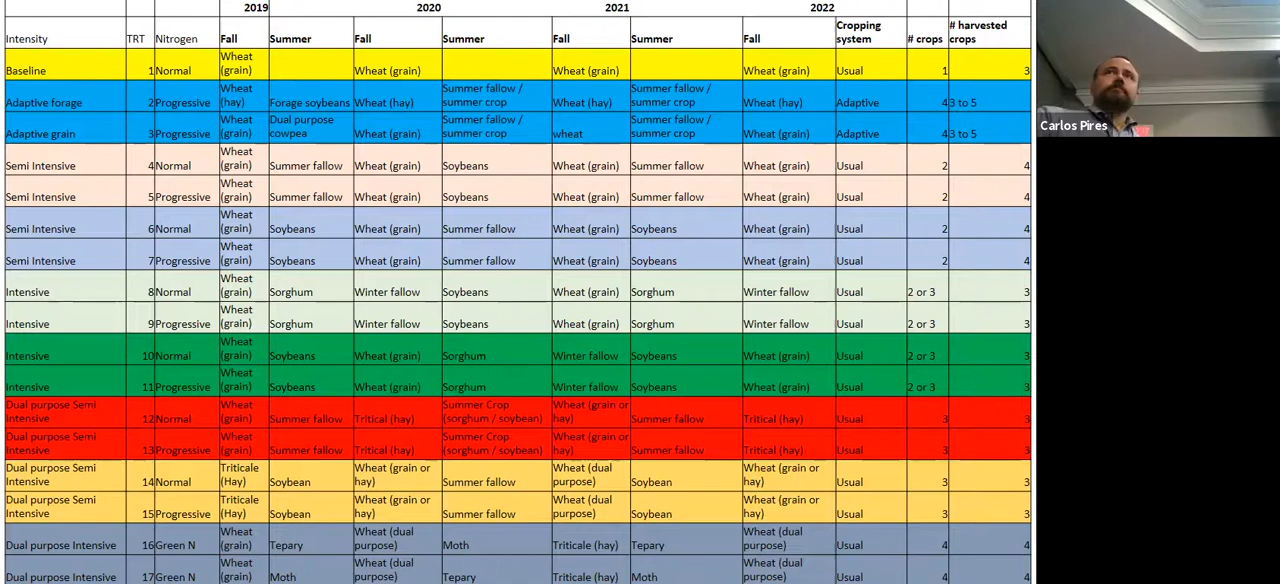 2019 2020 2021 2022
Intensity TRT Nitrogen Fall Summer Fall Summer Fall Summer Fall Cropping system # crops # harvested crops
Baseline 1 Normal Wheat (grain) Wheat (grain) Wheat (grain) Wheat (grain) Usual 1 3
Adaptive forage 2 Progressive Wheat (hay) Forage soybeans Wheat (hay) Summer fallow / summer crop Wheat (hay) Summer fallow / summer crop Wheat (hay) Adaptive 4 3 to 5
Adaptive grain 3 Progressive Wheat (grain) Dual purpose cowpea Wheat (grain) Summer fallow / summer crop wheat Summer fallow / summer crop Wheat (grain) Adaptive 4 3 to 5
Semi Intensive 4 Normal Wheat (grain) Summer fallow Wheat (grain) Soybeans Wheat (grain) Summer fallow Wheat (grain) Usual 2 4
Semi Intensive 5 Progressive Wheat (grain) Summer fallow Wheat (grain) Soybeans Wheat (grain) Summer fallow Wheat (grain) Usual 2 4
Semi Intensive 6 Normal Wheat (grain) Soybeans Wheat (grain) Summer fallow Wheat (grain) Soybeans Wheat (grain) Usual 2 4
Semi Intensive 7 Progressive Wheat (grain) Soybeans Wheat (grain) Summer fallow Wheat (grain) Soybeans Wheat (grain) Usual 2 4
Intensive 8 Normal Wheat (grain) Sorghum Winter fallow Soybeans Wheat (grain) Sorghum Winter fallow Usual 2 or 3 3
Intensive 9 Progressive Wheat (grain) Sorghum Winter fallow Soybeans Wheat (grain) Sorghum Winter fallow Usual 2 or 3 3
Intensive 10 Normal Wheat (grain) Soybeans Wheat (grain) Sorghum Winter fallow Soybeans Wheat (grain) Usual 2 or 3 3
Intensive 11 Progressive Wheat (grain) Soybeans Wheat (grain) Sorghum Winter fallow Soybeans Wheat (grain) Usual 2 or 3 3
Dual purpose Semi Intensive 12 Normal Wheat (grain) Summer fallow Tritical (hay) Summer Crop (sorghum / soybean) Wheat (grain or hay) Summer fallow Tritical (hay) Usual 3 3
Dual purpose Semi Intensive 13 Progressive Wheat (grain) Summer fallow Tritical (hay) Summer Crop (sorghum / soybean) Wheat (grain or hay) Summer fallow Tritical (hay) Usual 3 3
Dual purpose Semi Intensive 14 Normal Triticale (Hay) Soybean Wheat (grain or hay) Summer fallow Wheat (dual purpose) Soybean Wheat (grain or hay) Usual 3 3
Dual purpose Semi Intensive 15 Progressive Triticale (Hay) Soybean Wheat (grain or hay) Summer fallow Wheat (dual purpose) Soybean Wheat (grain or hay) Usual 3 3
Dual purpose Intensive 16 Green N Wheat (grain) Tepary Wheat (dual purpose) Moth Triticale (hay) Tepary Wheat (dual purpose) Usual 4 4
Dual purpose Intensive 17 Green N Wheat (grain) Moth Wheat (dual purpose) Tepary Triticale (hay) Moth Wheat (dual purpose) Usual 4 4
Carlos Pires